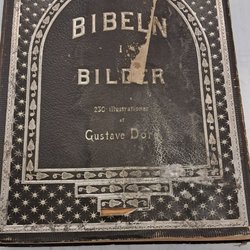 BIBELN
I
BILDER
230 illustrationer
af
Gustave Doré